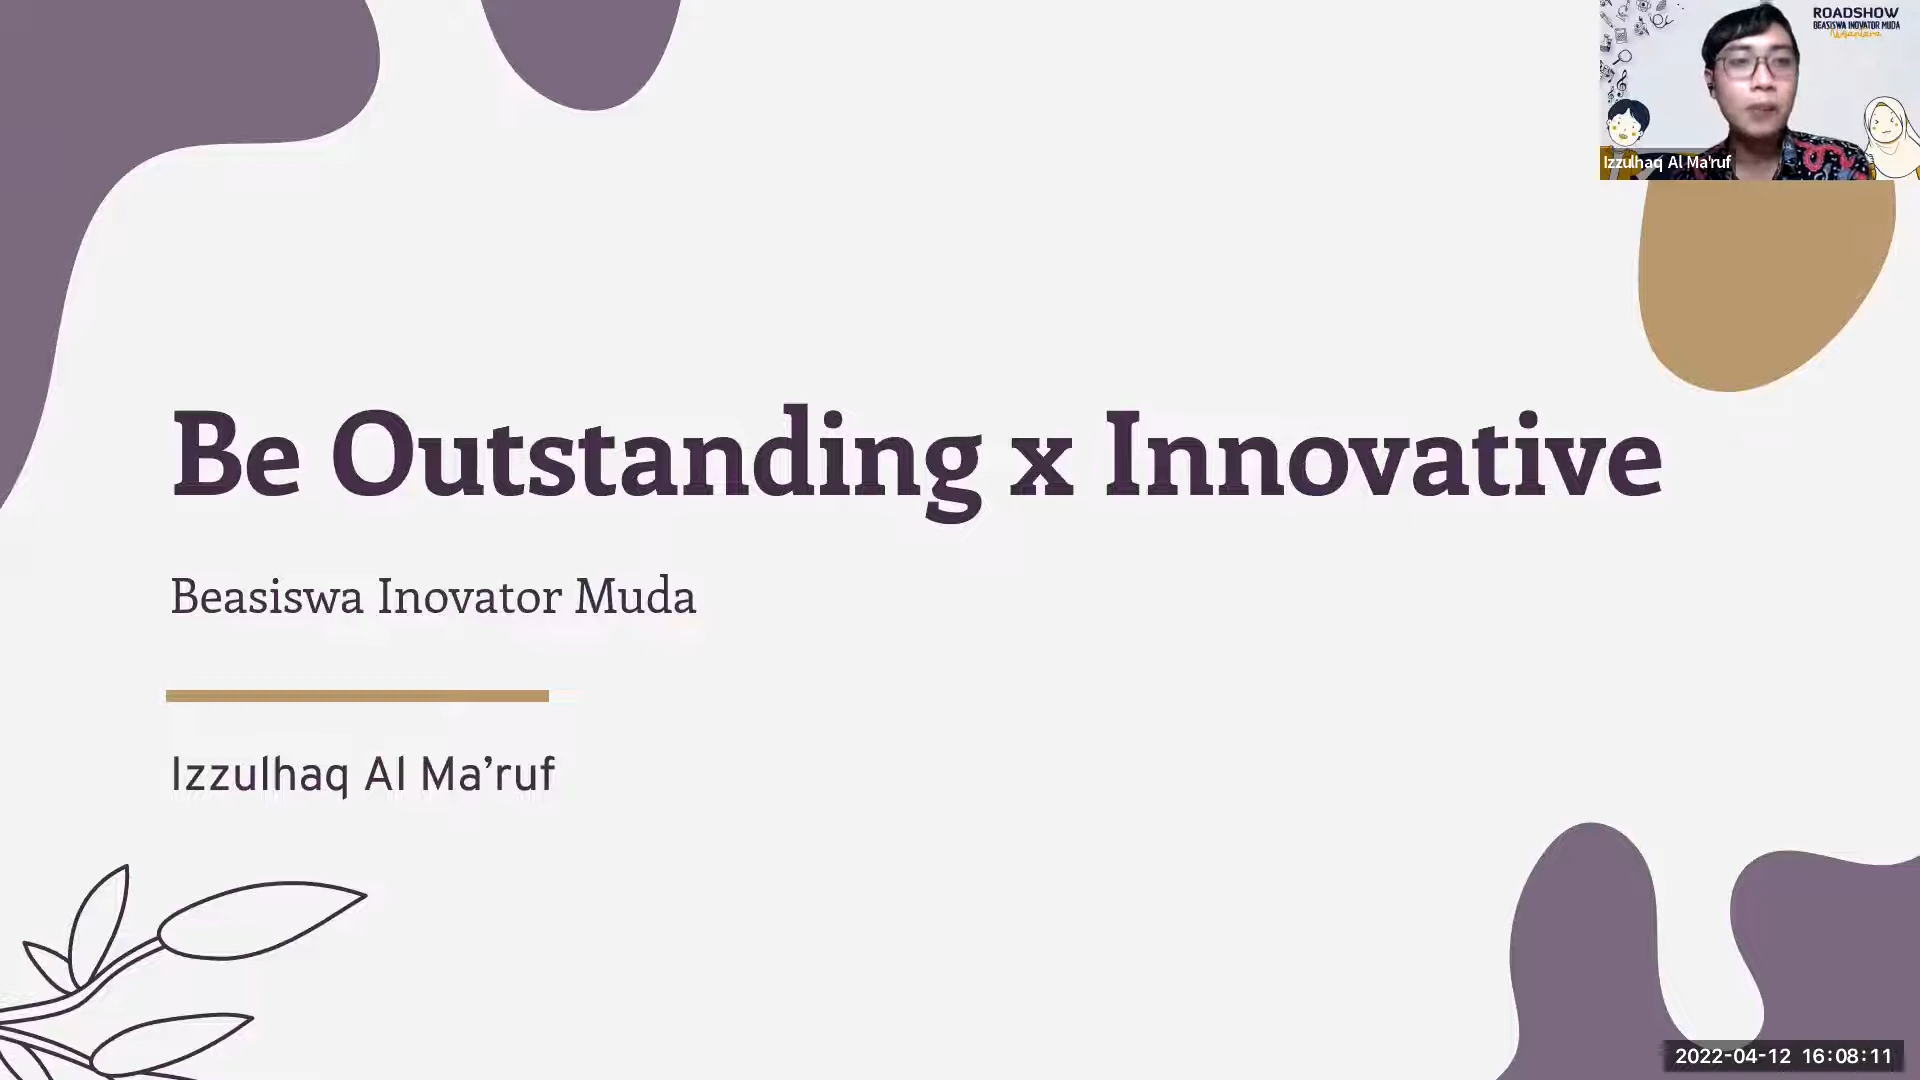 ROADSHOW
BEASISWA INOVATOR MUDA
Nusantara
Izzulhaq Al Ma'ruf
Be Outstanding x Innovative
Beasiswa Inovator Muda
Izzulhaq Al Ma’ruf
2022-04-12 16:08:11